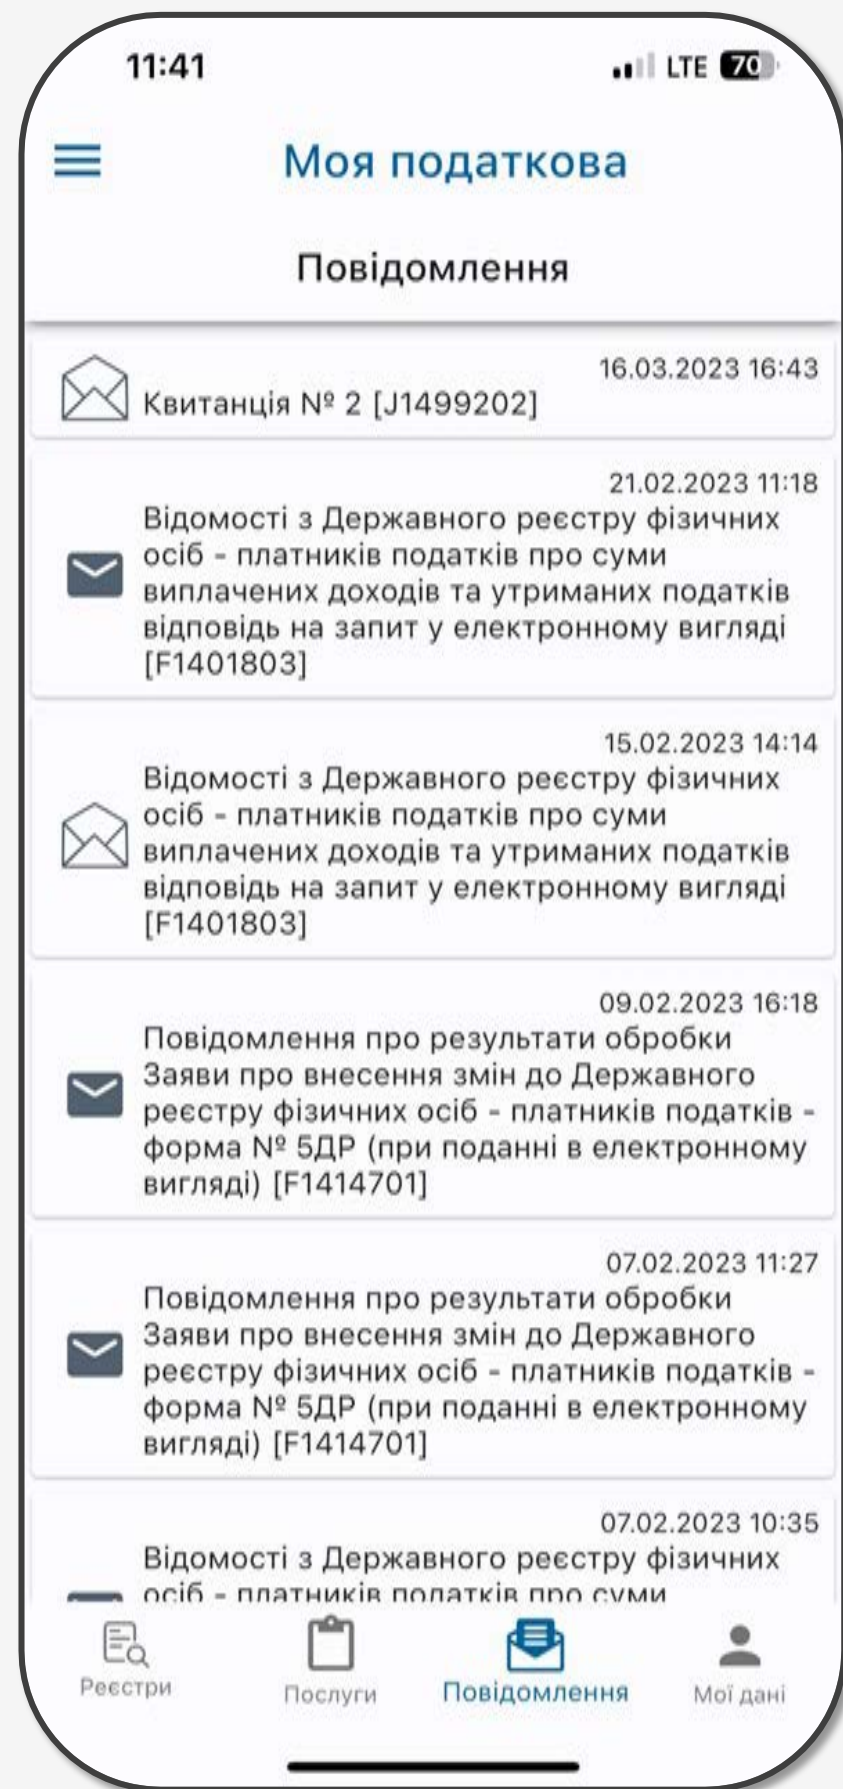 11:41
LTE 70
Моя податкова
Повідомлення
16.03.2023 16:43
Квитанція № 2 [J1499202]
21.02.2023 11:18
Відомості з Державного реєстру фізичних
осіб - платників податків про суми
виплачених доходів та утриманих податків
відповідь на запит у електронному вигляді
[F1401803]
15.02.2023 14:14
Відомості з Державного реєстру фізичних
осіб - платників податків про суми
виплачених доходів та утриманих податків
відповідь на запит у електронному вигляді
[F1401803]
09.02.2023 16:18
Повідомлення про результати обробки
Заяви про внесення змін до Державного
реєстру фізичних осіб - платників податків -
форма № 5ДР (при поданні в електронному
вигляді) [F1414701]
07.02.2023 11:27
Повідомлення про результати обробки
Заяви про внесення змін до Державного
реєстру фізичних осіб - платників податків -
форма № 5ДР (при поданні в електронному
вигляді) [F1414701]
07.02.2023 10:35
Відомості з Державного реєстру фізичних
осіб - платників податків про суми
Реєстри
Послуги
Повідомлення
Мої дані